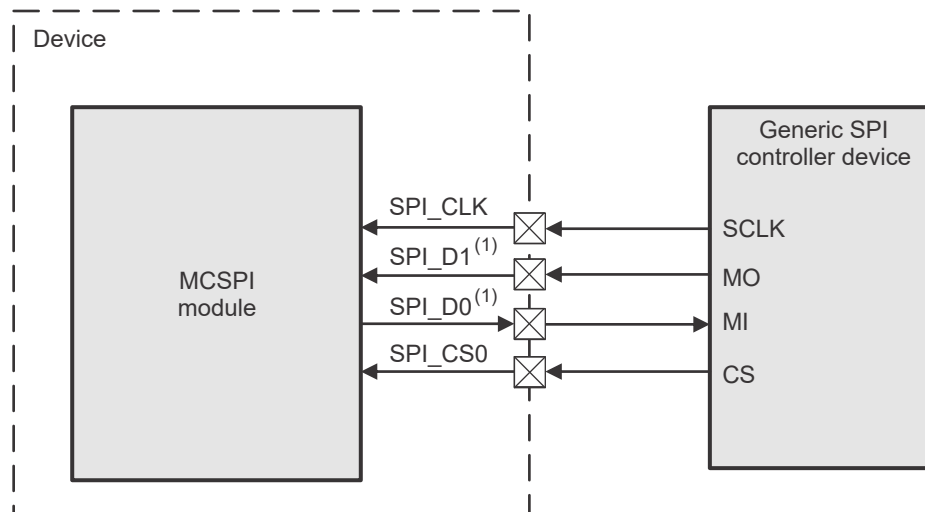 Device
Generic SPI
controller device
MCSPI
module
SPI_CLK
SPI_D1(1)
SPI_D0(1)
SPI_CS0
SCLK
MO
MI
CS